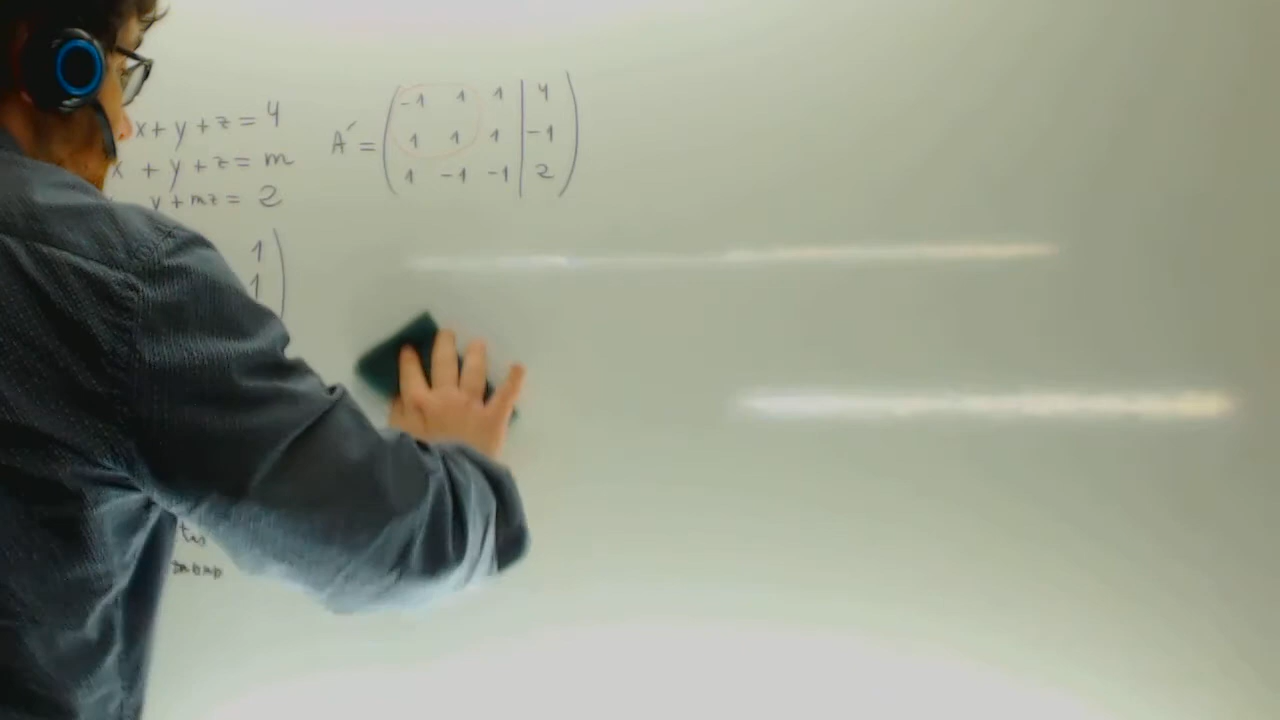 x + y + z = 4
x + y + z = m
y + mz = 2
A´ = ( -1 1 1 | 4 )
( 1 1 1 | -1 )
( 1 -1 -1 | 2 )
1
1